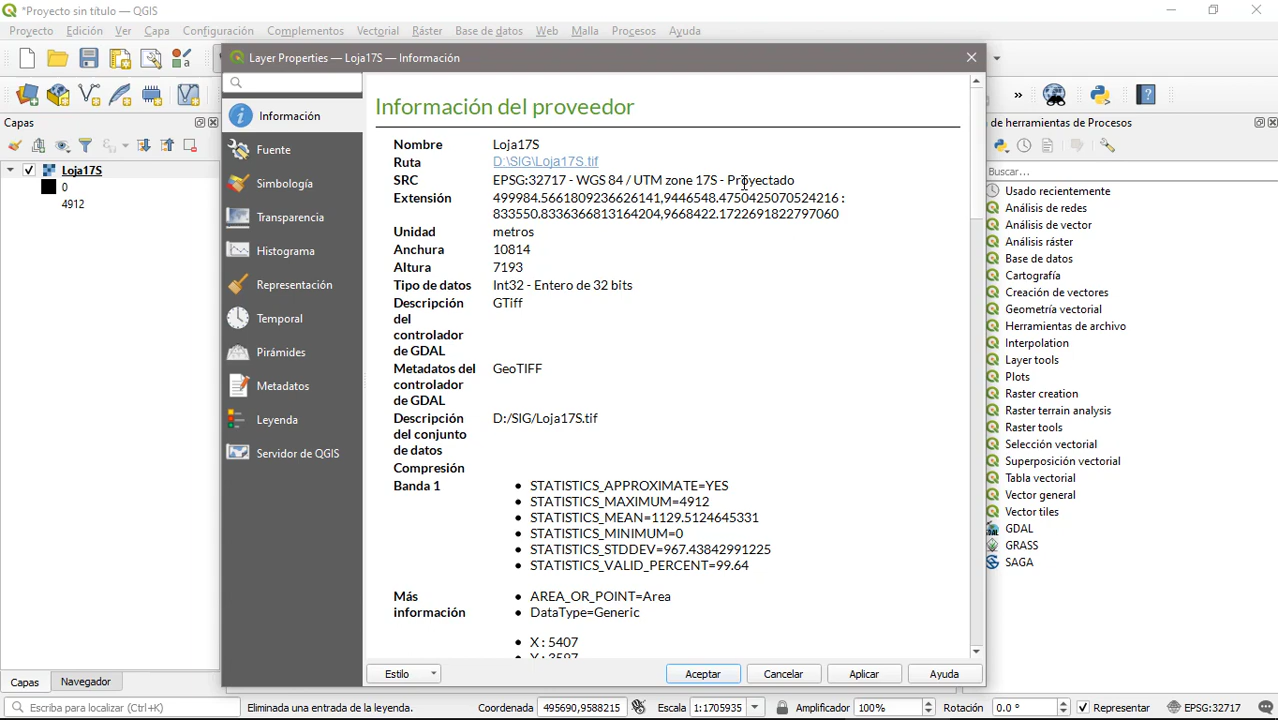 *Proyecto sin título — QGIS
Proyecto Edición Ver Capa Configuración Complementos Vectorial Ráster Base de datos Web Malla Procesos Ayuda
Layer Properties — Loja17S — Información
Capas
Loja17S
0
4912
Información
Fuente
Simbología
Transparencia
Histograma
Representación
Temporal
Pirámides
Metadatos
Leyenda
Servidor de QGIS
Información del proveedor
Nombre Loja17S
Ruta D:\SIG\Loja17S.tif
SRC EPSG:32717 - WGS 84 / UTM zone 17S - Proyectado
Extensión 499984.5661809236626141,9446548.4750425070524216 :
833550.8336366813164204,9668422.1722691822797060
Unidad metros
Anchura 10814
Altura 7193
Tipo de datos Int32 - Entero de 32 bits
Descripción GTiff
del
controlador
de GDAL
Metadatos del GeoTIFF
controlador
de GDAL
Descripción D:/SIG/Loja17S.tif
del conjunto
de datos
Compresión
Banda 1
• STATISTICS_APPROXIMATE=YES
• STATISTICS_MAXIMUM=4912
• STATISTICS_MEAN=1129.5124645331
• STATISTICS_MINIMUM=0
• STATISTICS_STDDEV=967.43842991225
• STATISTICS_VALID_PERCENT=99.64
Más • AREA_OR_POINT=Area
información • DataType=Generic
• X : 5407
• Y : 3597
Estilo Aceptar Cancelar Aplicar Ayuda
»
de herramientas de Procesos
Buscar…
Usado recientemente
Análisis de redes
Análisis de vector
Análisis ráster
Base de datos
Cartografía
Creación de vectores
Geometría vectorial
Herramientas de archivo
Interpolation
Layer tools
Plots
Raster creation
Raster terrain analysis
Raster tools
Selección vectorial
Superposición vectorial
Tabla vectorial
Vector general
Vector tiles
GDAL
GRASS
SAGA
Capas Navegador
Escriba para localizar (Ctrl+K) Eliminada una entrada de la leyenda. Coordenada 495690,9588215 Escala 1:1705935 Amplificador 100% Rotación 0.0 ° Representar EPSG:32717